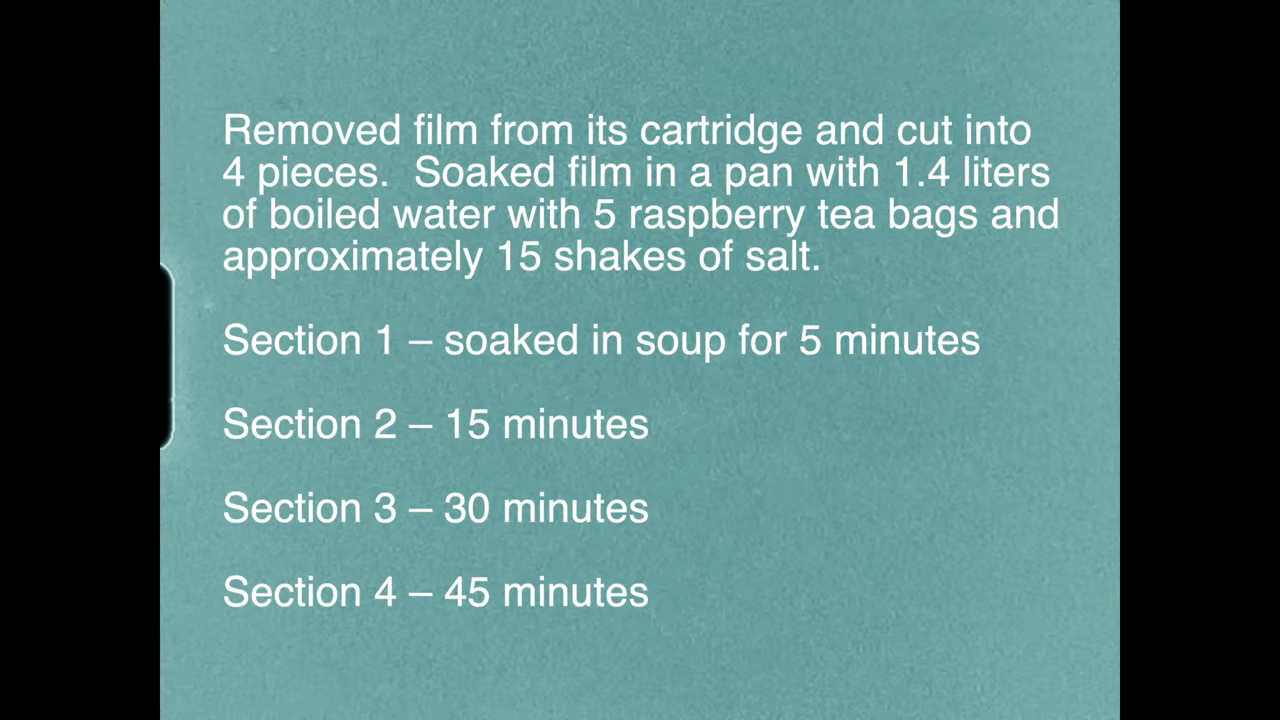 Removed film from its cartridge and cut into
4 pieces.  Soaked film in a pan with 1.4 liters
of boiled water with 5 raspberry tea bags and
approximately 15 shakes of salt.
Section 1 – soaked in soup for 5 minutes
Section 2 – 15 minutes
Section 3 – 30 minutes
Section 4 – 45 minutes